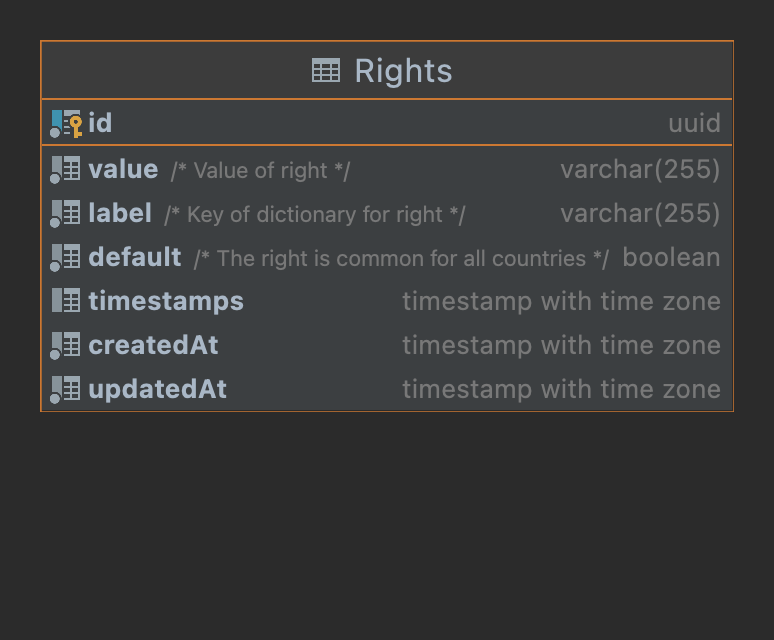 Rights
id uuid
value /* Value of right */ varchar(255)
label /* Key of dictionary for right */ varchar(255)
default /* The right is common for all countries */ boolean
timestamps timestamp with time zone
createdAt timestamp with time zone
updatedAt timestamp with time zone